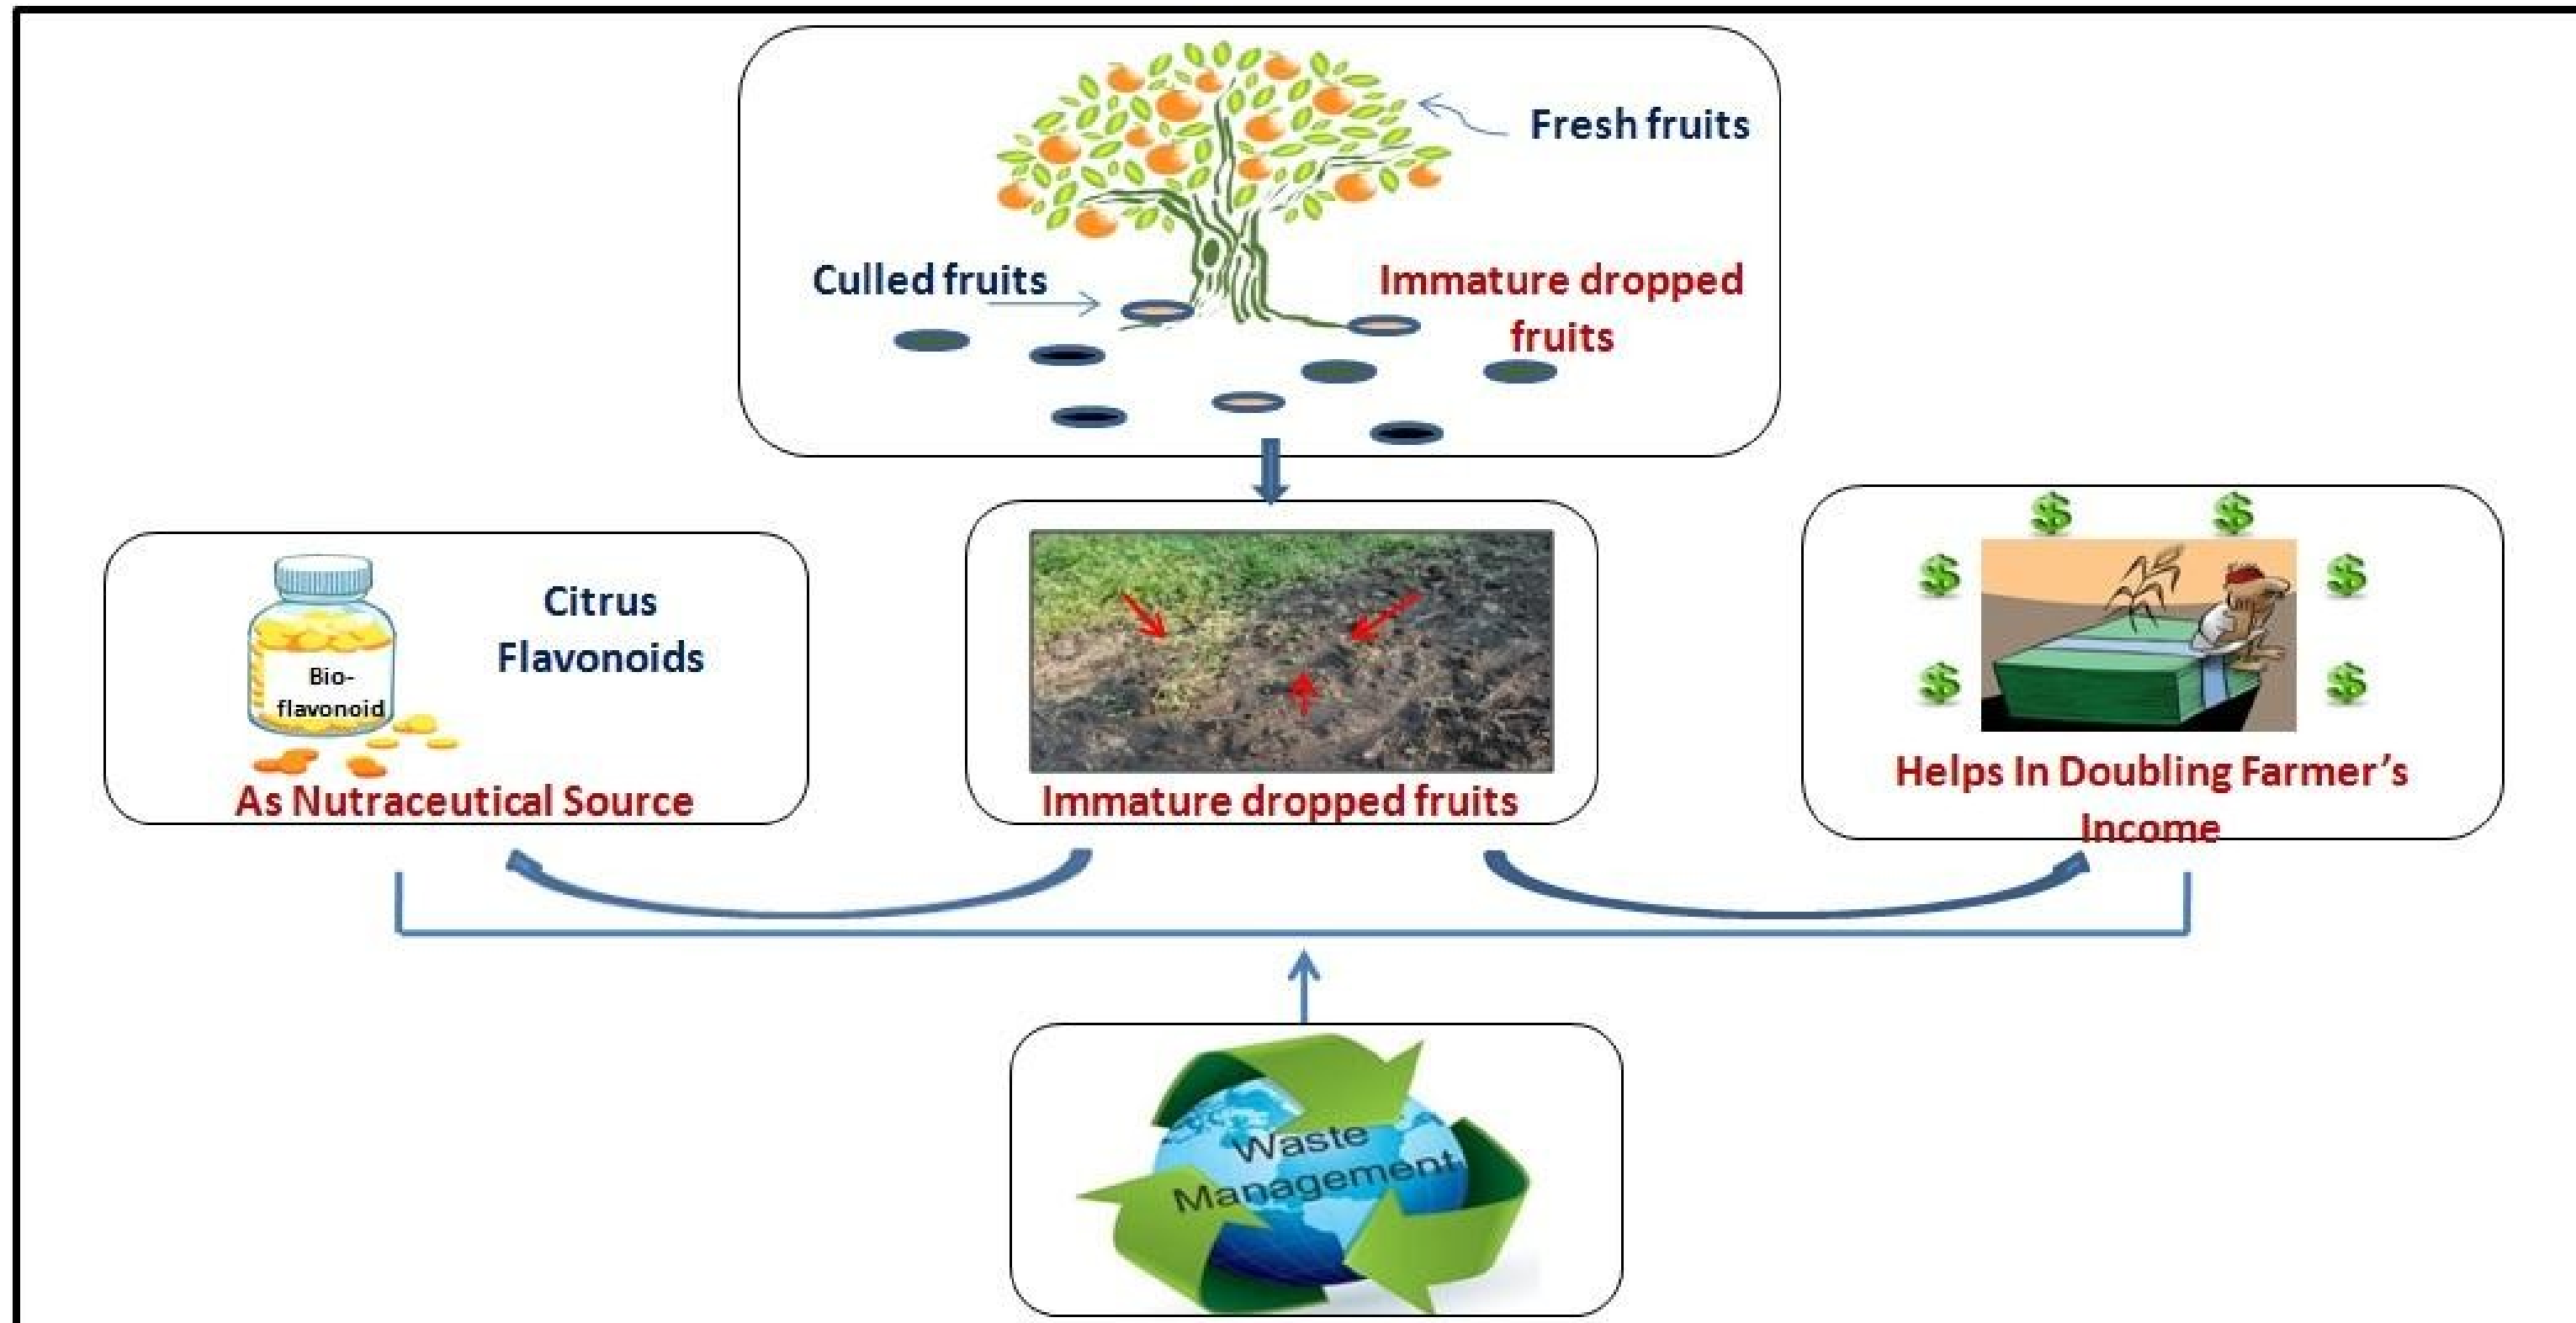 Fresh fruits
Culled fruits
Immature dropped
fruits
Citrus
Flavonoids
Bio-
flavonoid
As Nutraceutical Source
Immature dropped fruits
$ $
$ $
$ $
Helps In Doubling Farmer’s
Income
Waste
Management